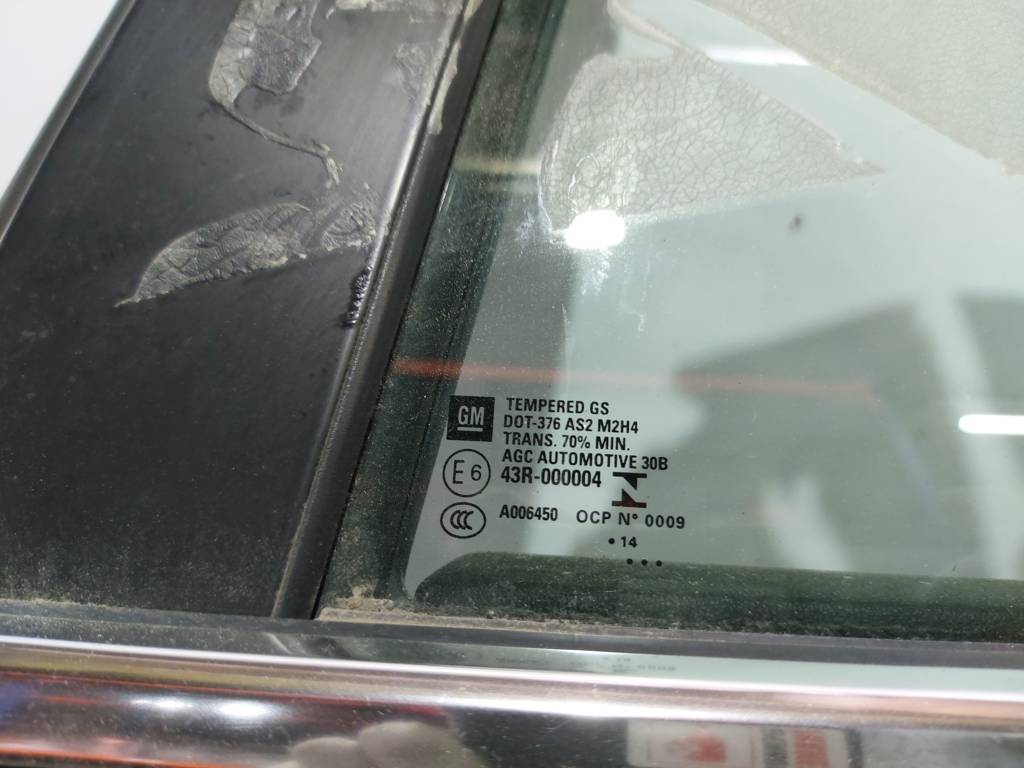 GM
TEMPERED GS
DOT-376 AS2 M2H4
TRANS. 70% MIN.
AGC AUTOMOTIVE 30B
E6 43R-000004
CCC A006450 OCP N° 0009
• 14
•••